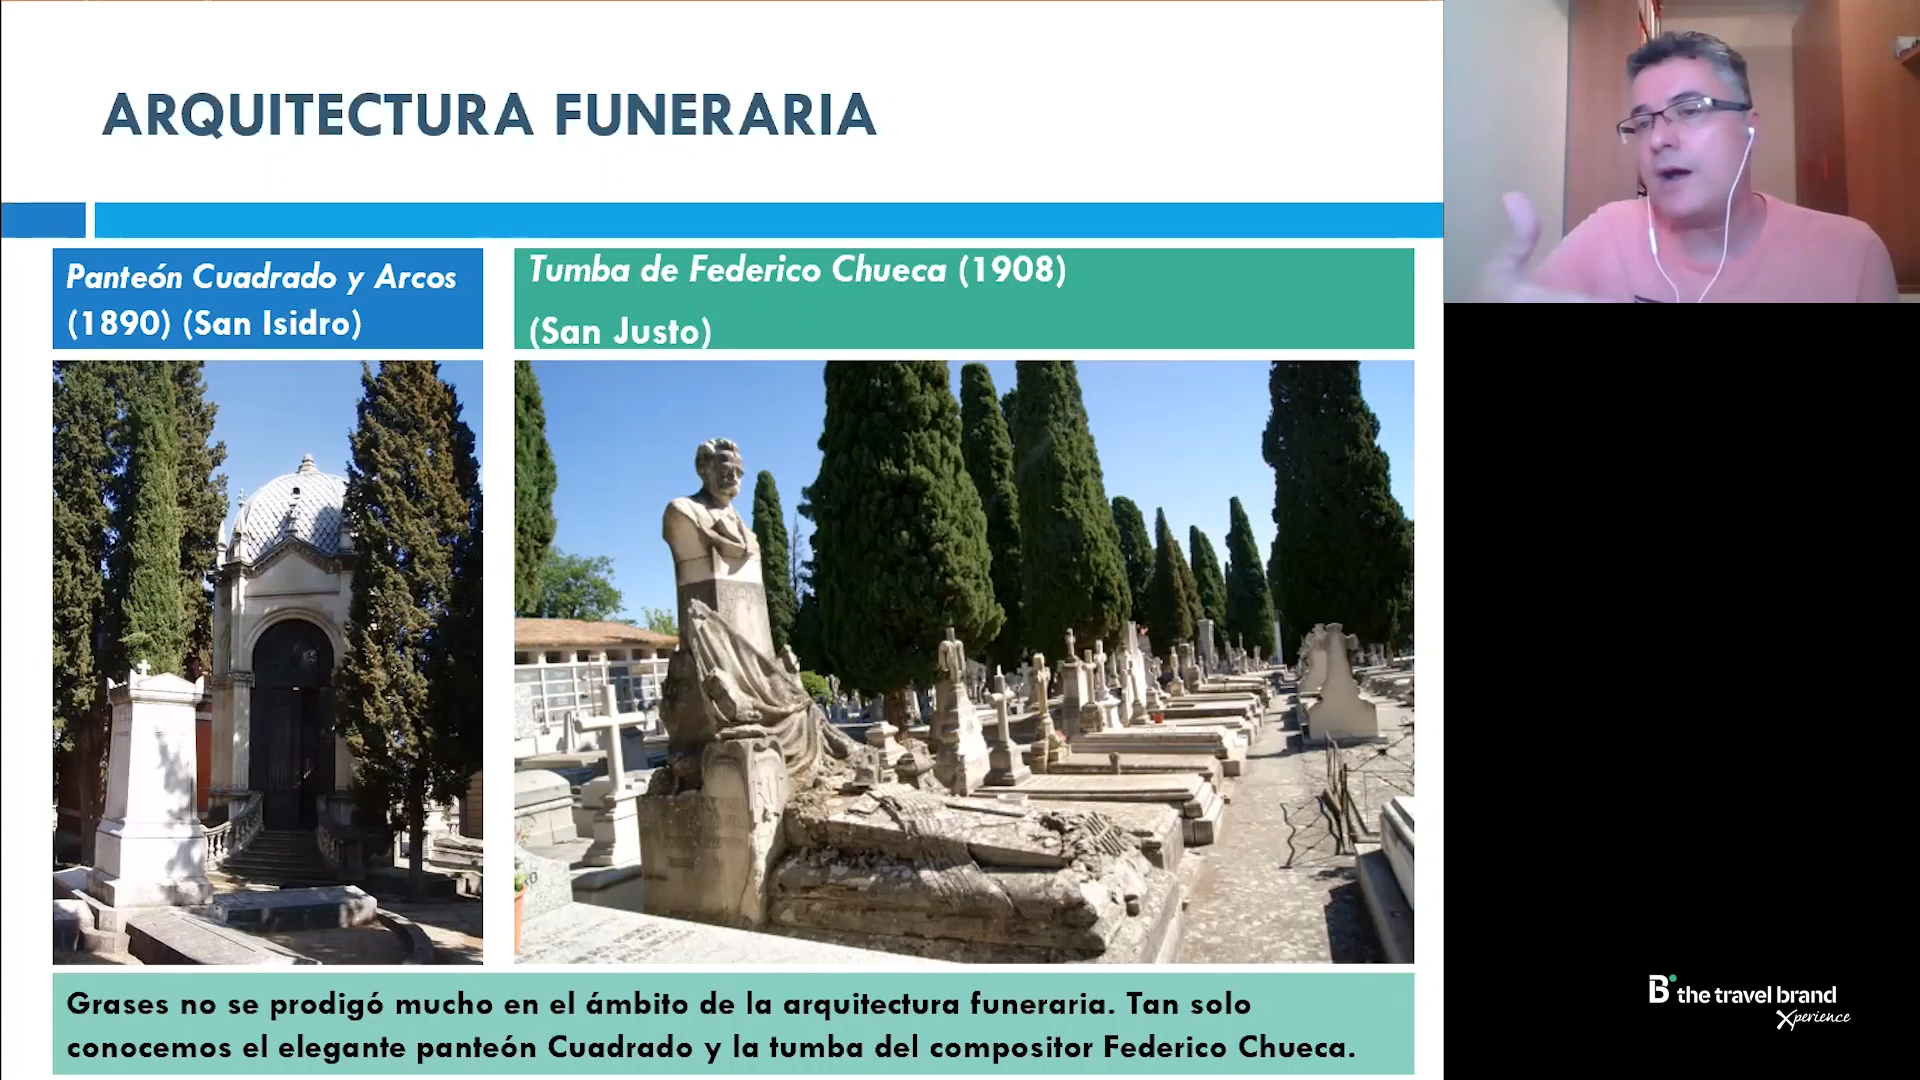 ARQUITECTURA FUNERARIA
Panteón Cuadrado y Arcos
(1890) (San Isidro)
Tumba de Federico Chueca (1908)
(San Justo)
Grases no se prodigó mucho en el ámbito de la arquitectura funeraria. Tan solo
conocemos el elegante panteón Cuadrado y la tumba del compositor Federico Chueca.
B the travel brand
Xperience